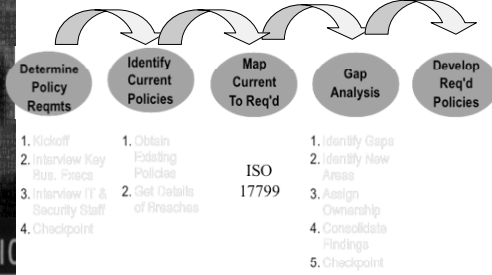 Determine
Policy
Reqmts
Identify
Current
Policies
Map
Current
To Req'd
Gap
Analysis
Develop
Req'd
Policies
1. Kickoff
2. Interview Key
Bus. Execs
3. Interview IT &
Security Staff
4. Checkpoint
1. Obtain
Existing
Policies
2. Get Details
of Breaches
ISO
17799
1. Identify Gaps
2. Identify New
Areas
3. Assign
Ownership
4. Consolidate
Findings
5. Checkpoint